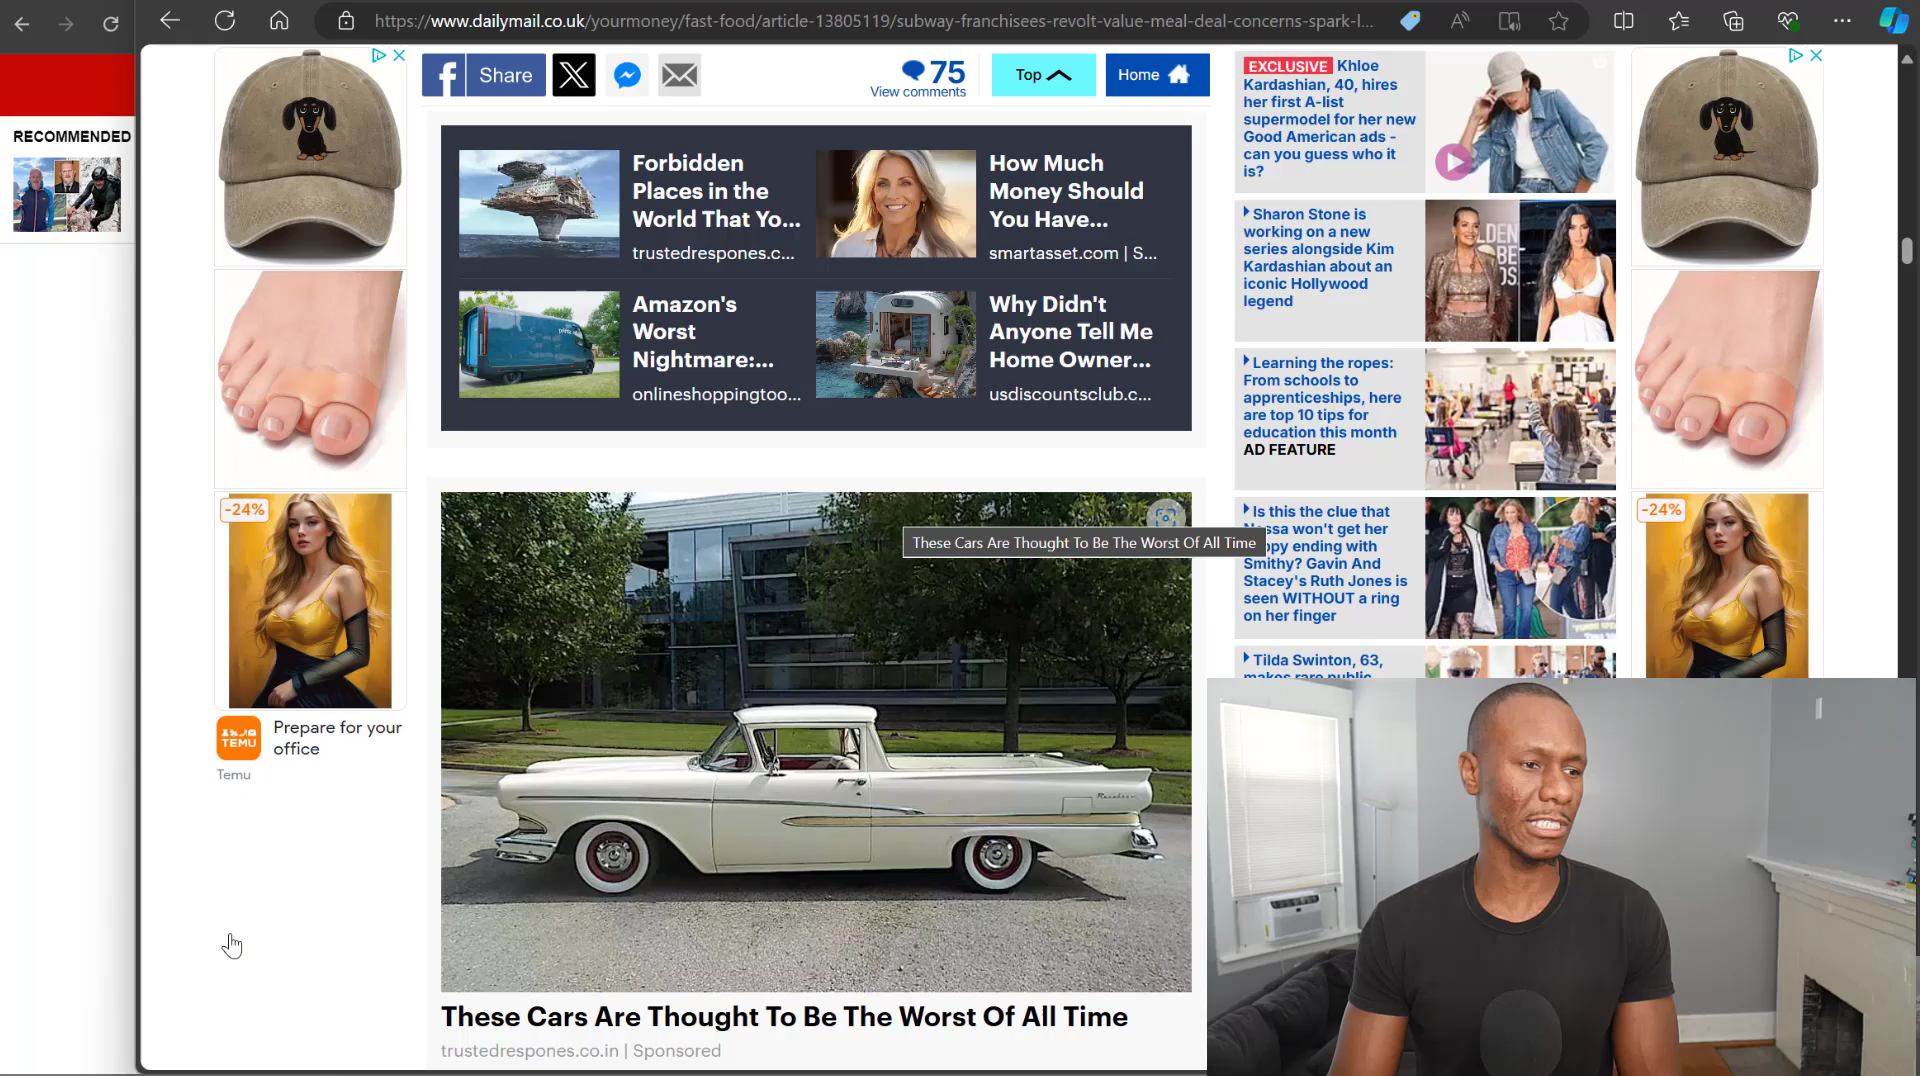 https://www.dailymail.co.uk/yourmoney/fast-food/article-13805119/subway-franchisees-revolt-value-meal-deal-concerns-spark-l...
RECOMMENDED
Share
75
View comments
Top
Home
Forbidden
Places in the
World That Yo...
trustedrespones.c...
How Much
Money Should
You Have...
smartasset.com | S...
Amazon's
Worst
Nightmare:...
onlineshoppingtoo...
Why Didn't
Anyone Tell Me
Home Owner...
usdiscountsclub.c...
EXCLUSIVE Khloe
Kardashian, 40, hires
her first A-list
supermodel for her new
Good American ads -
can you guess who it
is?
Sharon Stone is
working on a new
series alongside Kim
Kardashian about an
iconic Hollywood
legend
Learning the ropes:
From schools to
apprenticeships, here
are top 10 tips for
education this month
AD FEATURE
Is this the clue that
won't get her
ending with
Smithy? Gavin And
Stacey's Ruth Jones is
seen WITHOUT a ring
on her finger
Tilda Swinton, 63,
makes rare public
These Cars Are Thought To Be The Worst Of All Time
-24%
TEMU
Prepare for your
office
Temu
-24%
These Cars Are Thought To Be The Worst Of All Time
trustedrespones.co.in | Sponsored